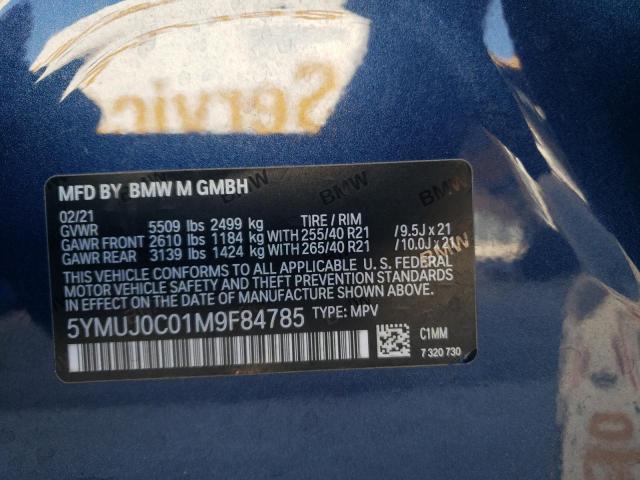 Service
MFD BY BMW M GMBH
02/21
GVWR 5509 lbs 2499 kg TIRE / RIM
GAWR FRONT 2610 lbs 1184 kg WITH 255/40 R21 /9.5J x 21
GAWR REAR 3139 lbs 1424 kg WITH 265/40 R21 /10.0J x 21
THIS VEHICLE CONFORMS TO ALL APPLICABLE U. S. FEDERAL
MOTOR VEHICLE SAFETY, BUMPER, AND THEFT PREVENTION STANDARDS
IN EFFECT ON THE DATE OF MANUFACTURE SHOWN ABOVE.
5YMUJ0C01M9F84785 TYPE: MPV
C1MM
7 320 730